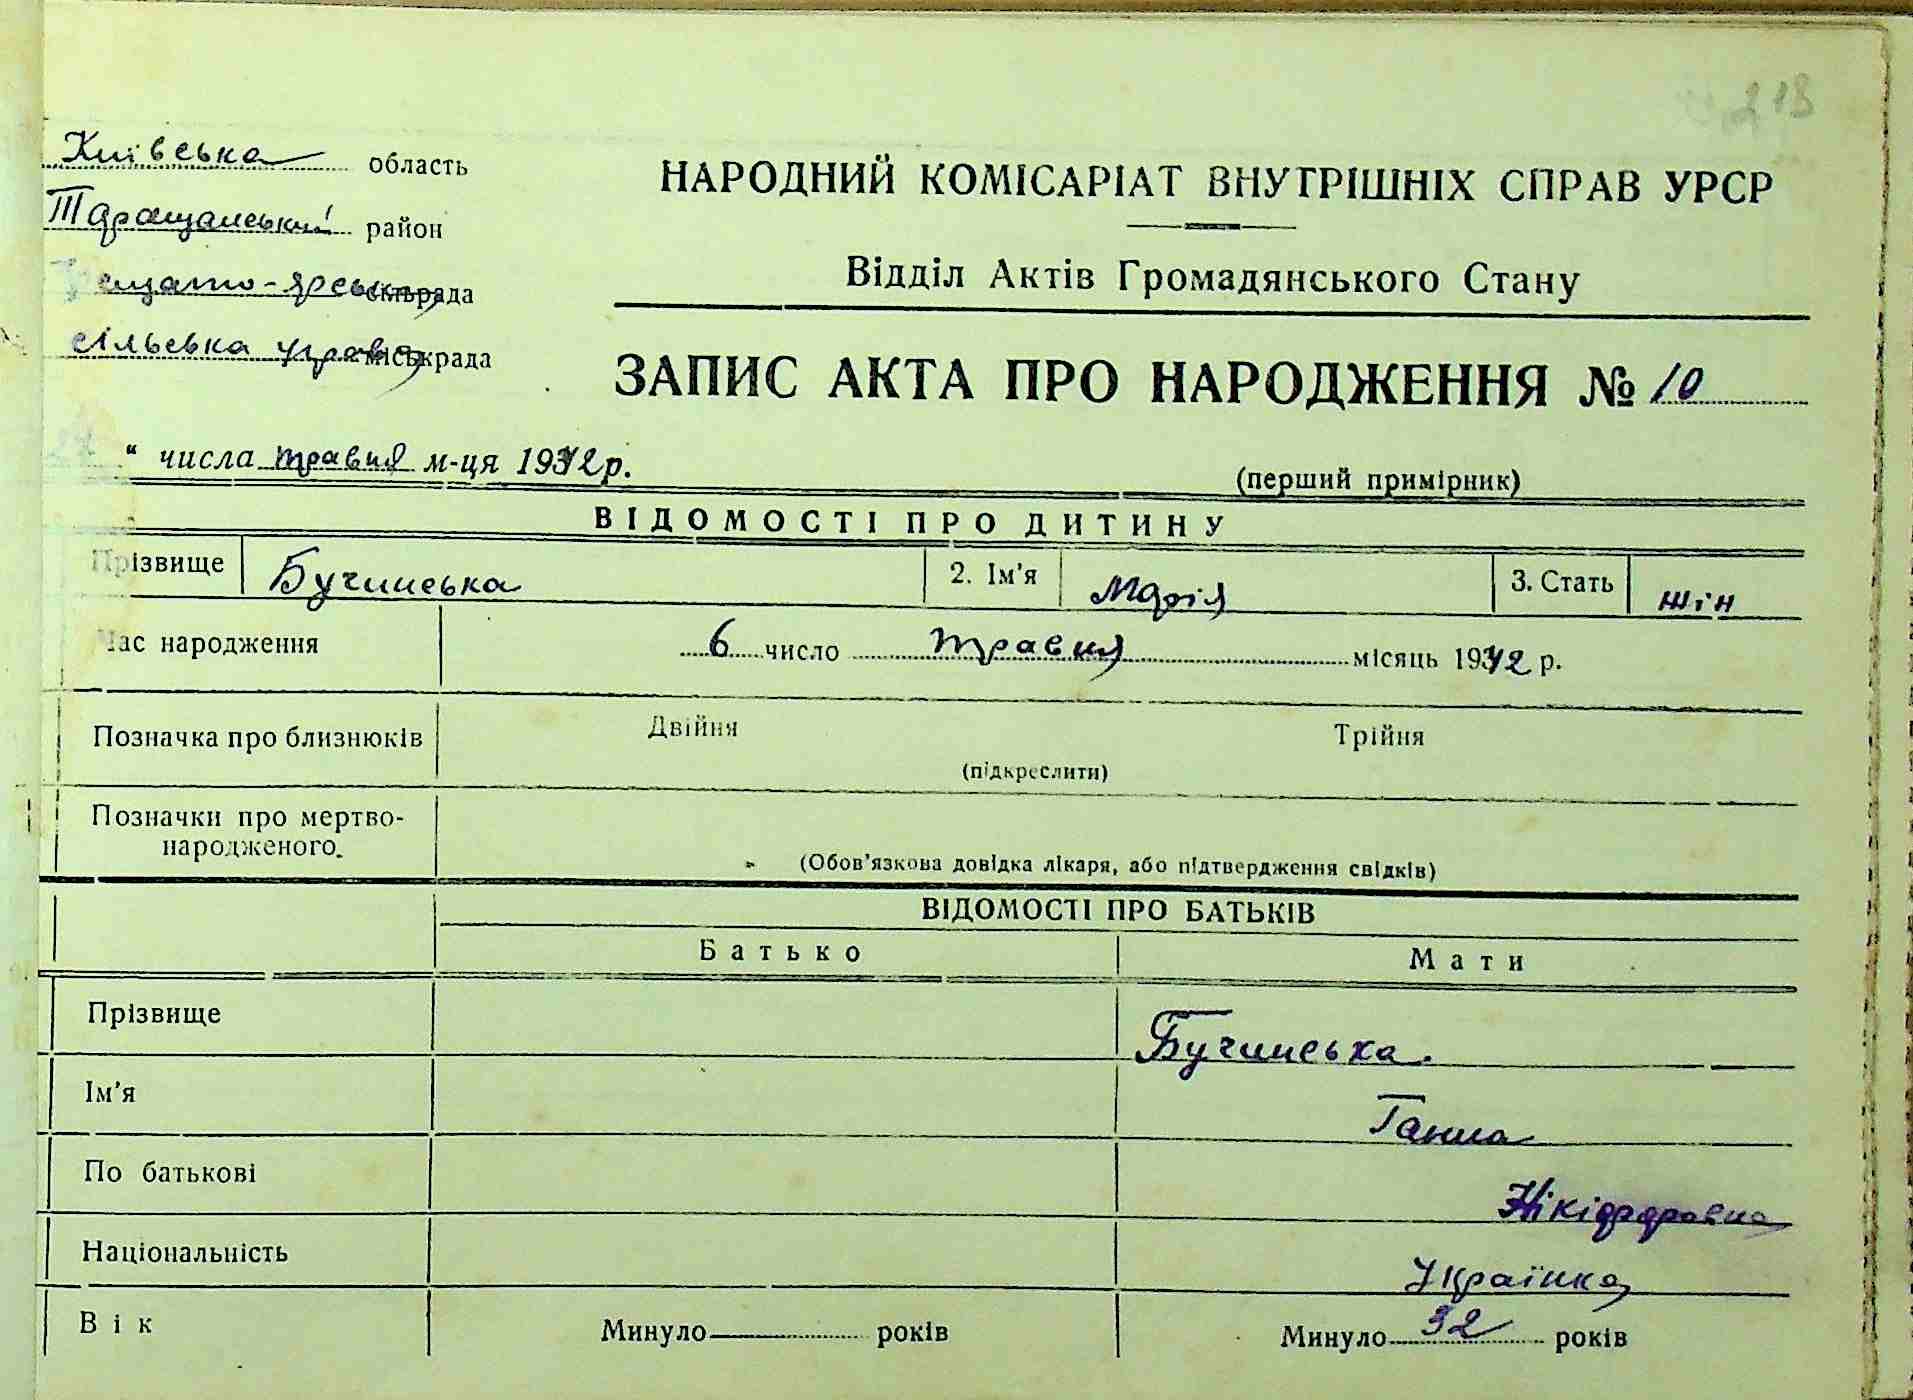 213
Київська область
Таращанський район
сільрада
сільська управа міськрада
НАРОДНИЙ КОМІСАРІАТ ВНУТРІШНІХ СПРАВ УРСР
Відділ Актів Громадянського Стану
ЗАПИС АКТА ПРО НАРОДЖЕННЯ № 10
" числа травня м-ця 1942 р.
(перший примірник)
ВІДОМОСТІ ПРО ДИТИНУ
Прізвище Бучинська 2. Ім'я Марія 3. Стать жін
Час народження 6 число травня місяць 1942 р.
Позначка про близнюків Двійня Трійня
(підкреслити)
Позначки про мертво-
народженого.
(Обов'язкова довідка лікаря, або підтвердження свідків)
ВІДОМОСТІ ПРО БАТЬКІВ
Батько Мати
Прізвище Бучинська.
Ім'я Ганна
По батькові Нікіфоровна
Національність Українка
Вік Минуло років Минуло 32 років